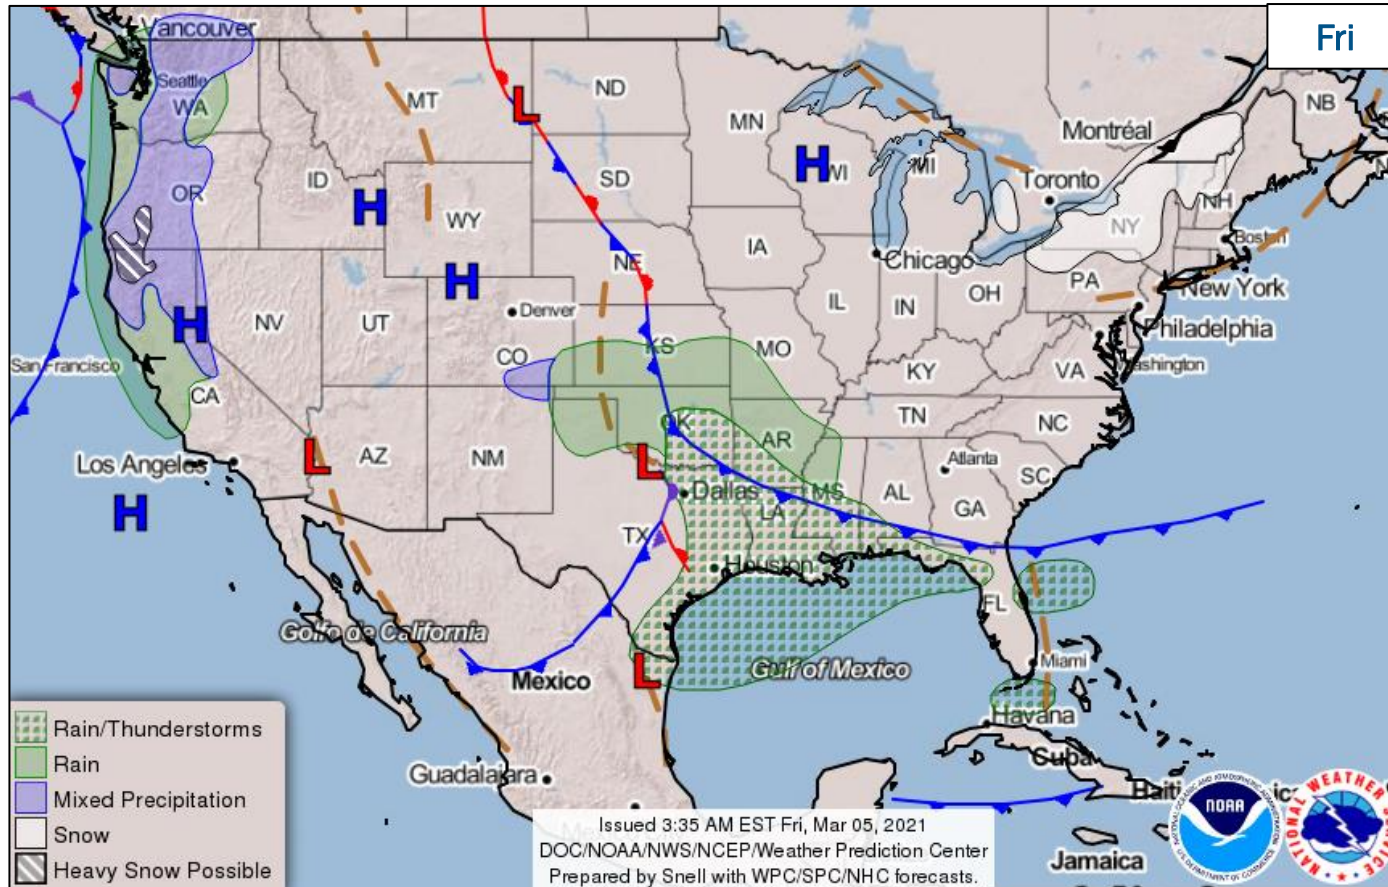 Fri
Vancouver
Seattle
WA
MT
ND
MN
Montréal
NB
OR
ID
WY
SD
WI
MI
Toronto
NH
NY
Boston
IA
NE
Chicago
PA
New York
NV
UT
Denver
IL
IN
OH
Philadelphia
San Francisco
CO
KS
MO
KY
VA
Washington
CA
TN
NC
Los Angeles
AZ
NM
OK
AR
Atlanta
SC
Dallas
MS
AL
GA
LA
TX
Houston
FL
Golfo de California
Gulf of Mexico
Miami
Mexico
Havana
Cuba
Guadalajara
Jamaica
H
H
H
H
H
L
L
L
L
Rain/Thunderstorms
Rain
Mixed Precipitation
Snow
Heavy Snow Possible
Issued 3:35 AM EST Fri, Mar 05, 2021
DOC/NOAA/NWS/NCEP/Weather Prediction Center
Prepared by Snell with WPC/SPC/NHC forecasts.
NOAA
NATIONAL WEATHER SERVICE